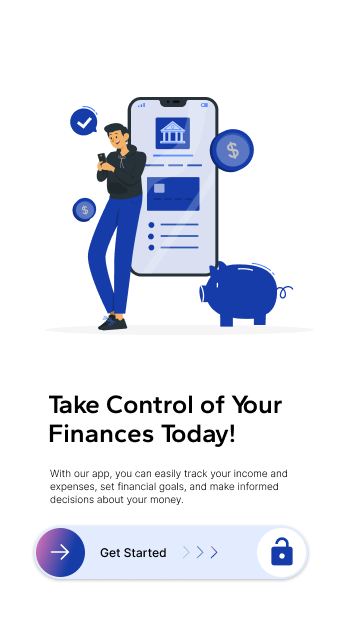 $
$
Take Control of Your
Finances Today!
With our app, you can easily track your income and
expenses, set financial goals, and make informed
decisions about your money.
Get Started